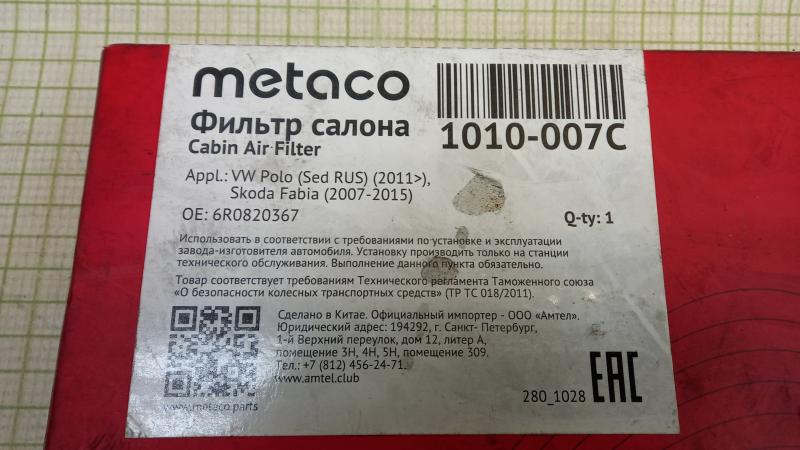 metaco
Фильтр салона
Cabin Air Filter
1010-007C
Appl.: VW Polo (Sed RUS) (2011>),
Skoda Fabia (2007-2015)
OE: 6R0820367
Q-ty: 1
Использовать в соответствии с требованиями по установке и эксплуатации
завода-изготовителя автомобиля. Установку производить только на станции
технического обслуживания. Выполнение данного пункта обязательно.
Товар соответствует требованиям Технического регламента Таможенного союза
«О безопасности колесных транспортных средств» (ТР ТС 018/2011).
Сделано в Китае. Официальный импортер - ООО «Амтел».
Юридический адрес: 194292, г. Санкт- Петербург,
1-й Верхний переулок, дом 12, литер А,
помещение 3Н, 4Н, 5Н, помещение 309.
Тел.: +7 (812) 456-24-71.
www.amtel.club
www.metaco.parts
280_1028
EAC